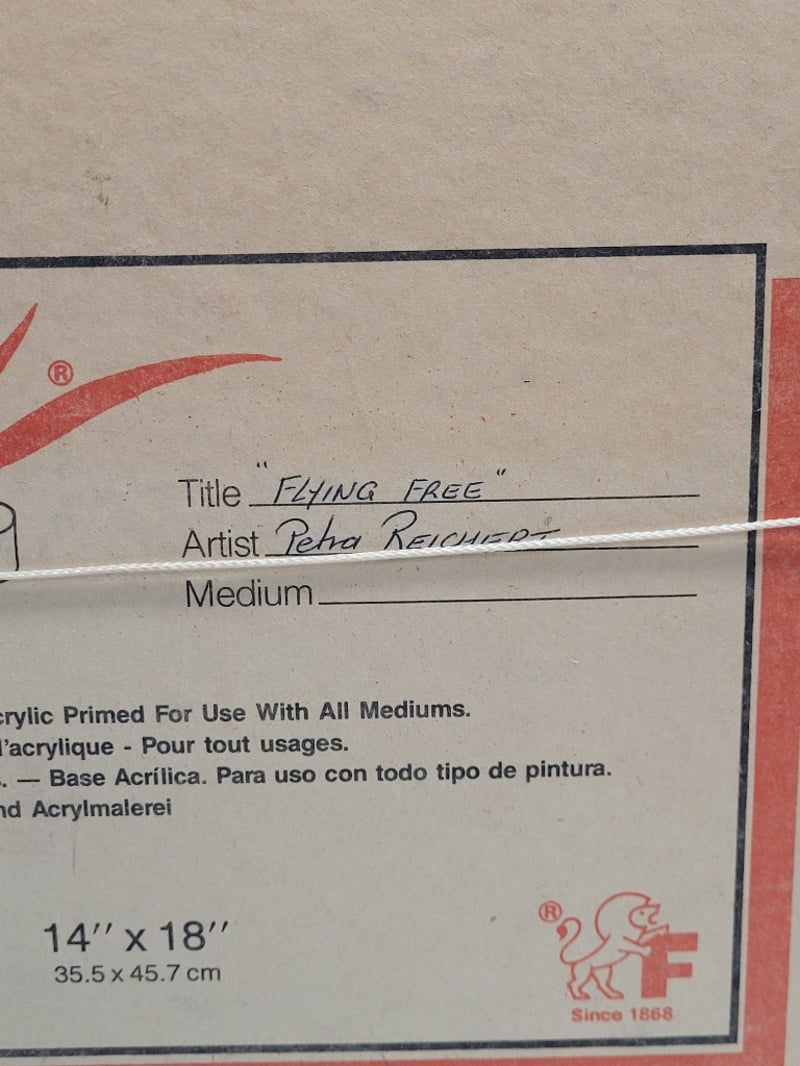 ®
Title "FLYING FREE"
Artist Petra REICHERT
Medium
crylic Primed For Use With All Mediums.
l'acrylique - Pour tout usages.
. — Base Acrílica. Para uso con todo tipo de pintura.
nd Acrylmalerei
14" x 18"
35.5 x 45.7 cm
®
F
Since 1868